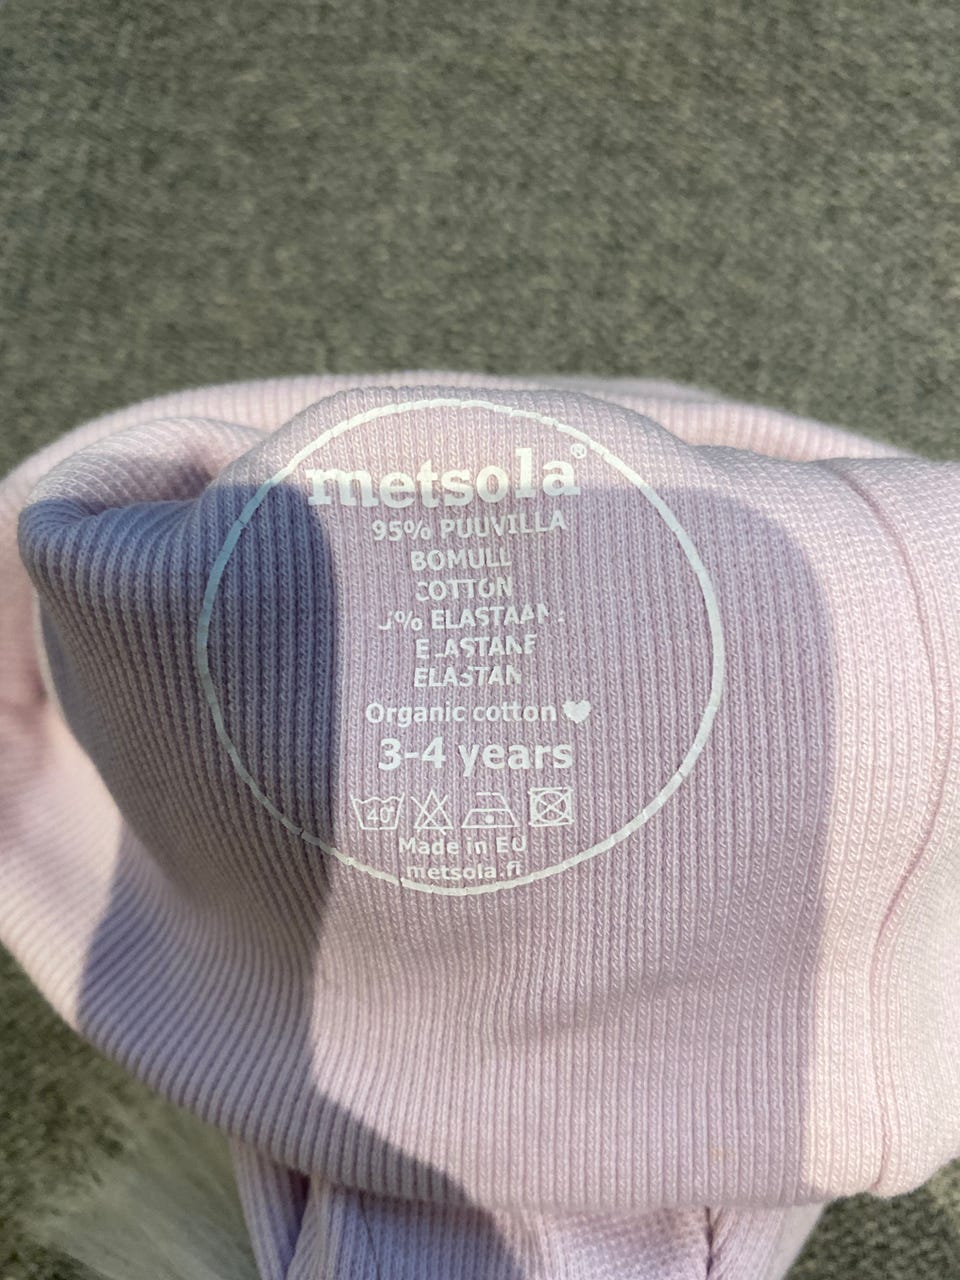 metsola®
95% PUUVILLA
BOMULL
COTTON
% ELASTAAN
ELASTANE
ELASTAN
Organic cotton
3-4 years
40°
Made in EU
metsola.fi